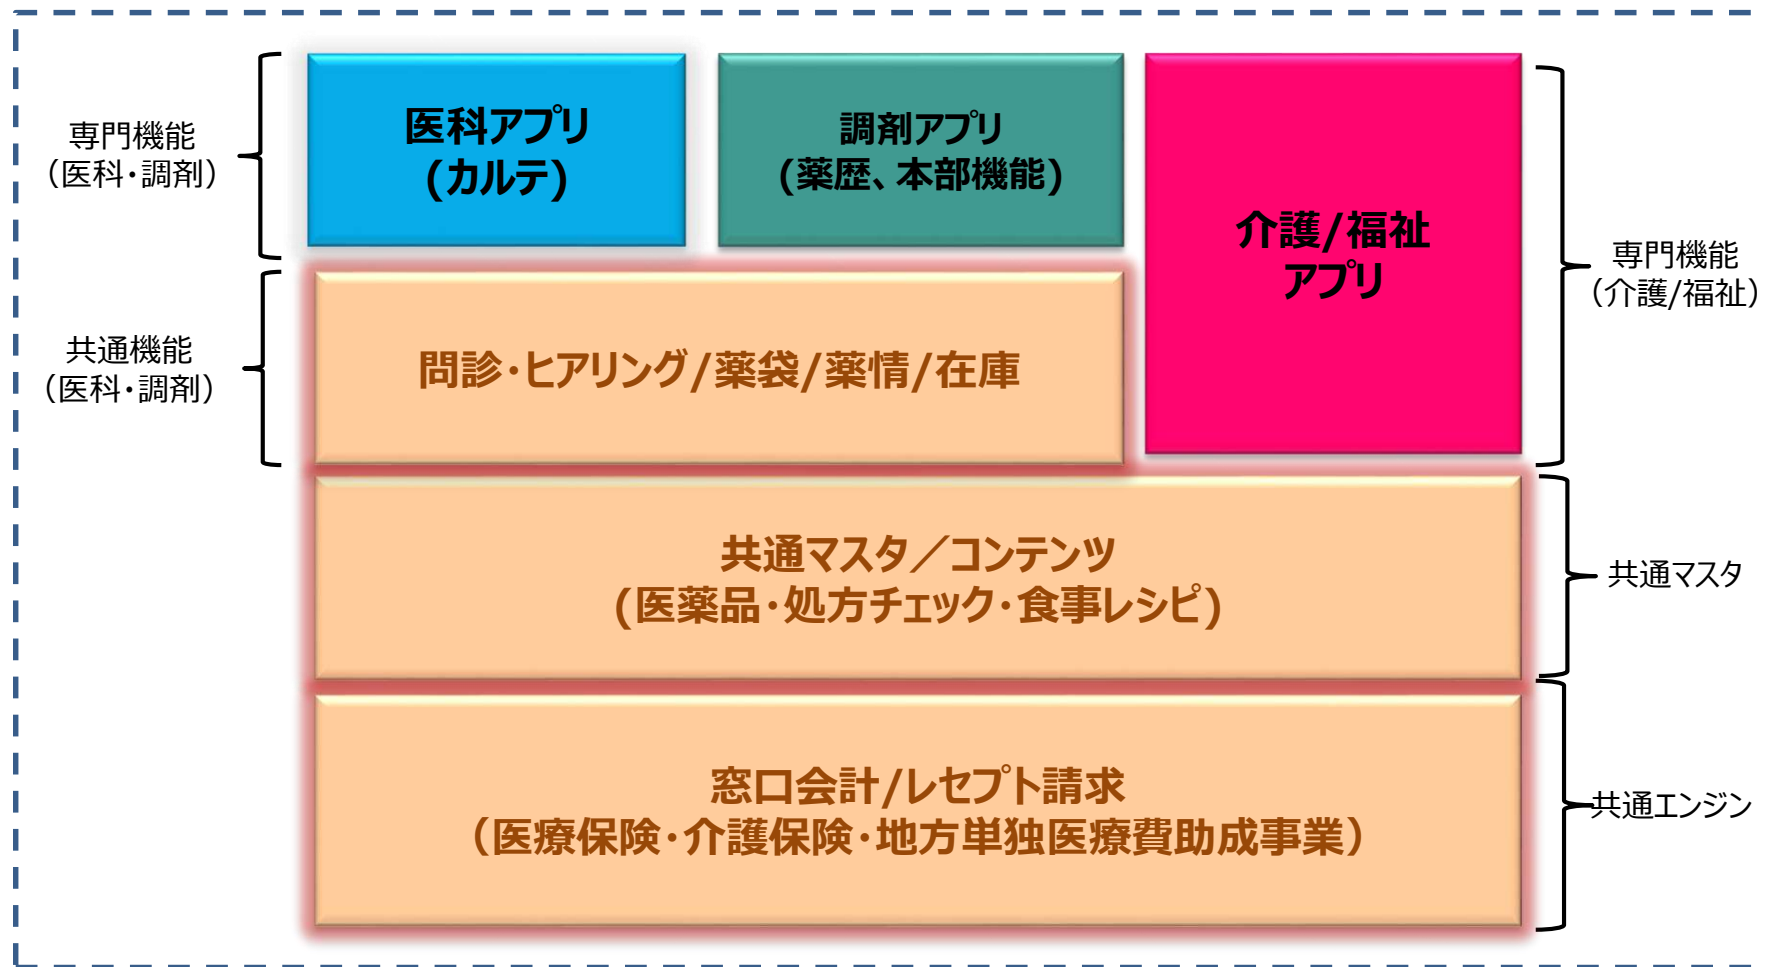 専門機能
（医科・調剤）
医科アプリ
(カルテ)
調剤アプリ
(薬歴、本部機能)
介護/福祉
アプリ
専門機能
（介護/福祉）
共通機能
（医科・調剤）
問診・ヒアリング/薬袋/薬情/在庫
共通マスタ／コンテンツ
(医薬品・処方チェック・食事レシピ)
共通マスタ
窓口会計/レセプト請求
（医療保険・介護保険・地方単独医療費助成事業）
共通エンジン